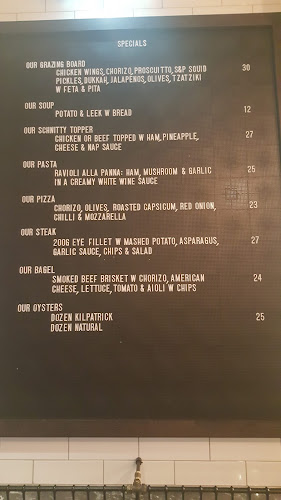 SPECIALS
OUR GRAZING BOARD
CHICKEN WINGS, CHORIZO, PROSCUITTO, S&P SQUID 30
PICKLES, DUKKAH, JALAPENOS, OLIVES, TZATZIKI
W FETA & PITA
OUR SOUP
POTATO & LEEK W BREAD 12
OUR SCHNITTY TOPPER
CHICKEN OR BEEF TOPPED W HAM, PINEAPPLE, 27
CHEESE & NAP SAUCE
OUR PASTA
RAVIOLI ALLA PANNA: HAM, MUSHROOM & GARLIC 25
IN A CREAMY WHITE WINE SAUCE
OUR PIZZA
CHORIZO, OLIVES, ROASTED CAPSICUM, RED ONION, 23
CHILLI & MOZZARELLA
OUR STEAK
200G EYE FILLET W MASHED POTATO, ASPARAGUS, 27
GARLIC SAUCE, CHIPS & SALAD
OUR BAGEL
SMOKED BEEF BRISKET W CHORIZO, AMERICAN 24
CHEESE, LETTUCE, TOMATO & AIOLI W CHIPS
OUR OYSTERS
DOZEN KILPATRICK 25
DOZEN NATURAL